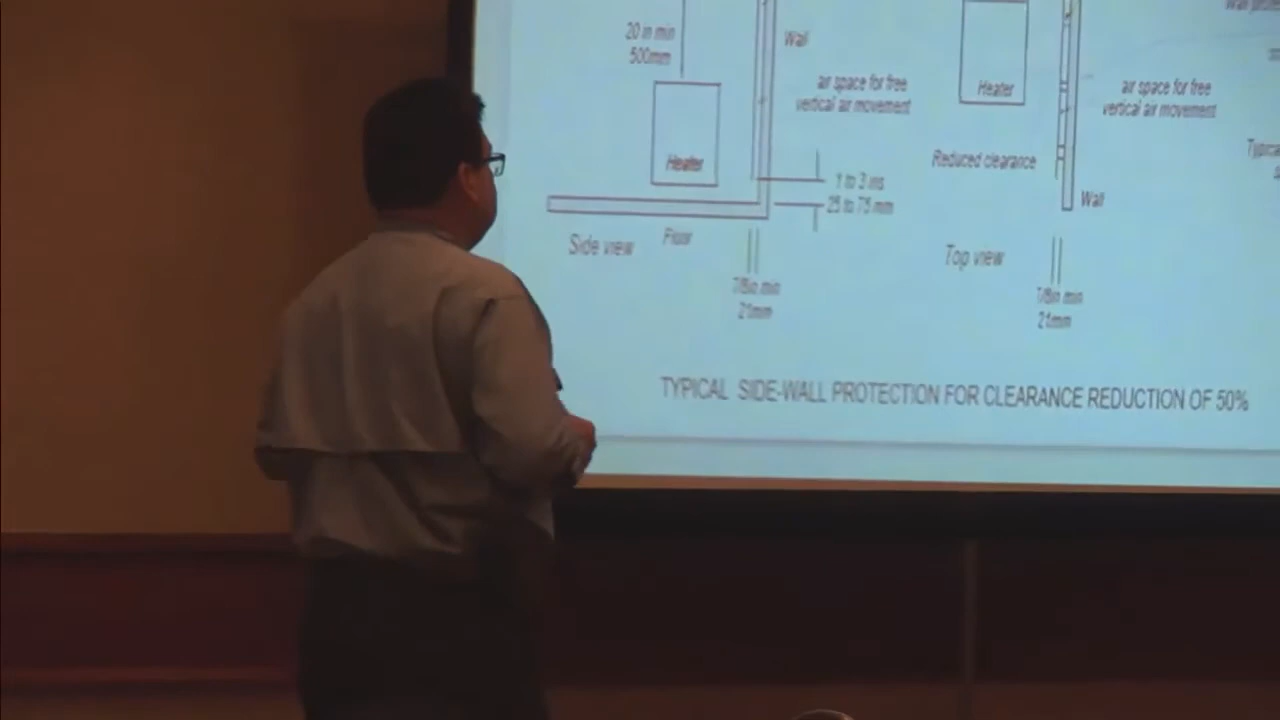 20 in min
500mm
Wall
air space for free
vertical air movement
Heater
1 to 3 ins
25 to 75 mm
Side view
Floor
7/8in min
21mm
Heater
air space for free
vertical air movement
Reduced clearance
Wall
Top view
7/8in min
21mm
TYPICAL SIDE-WALL PROTECTION FOR CLEARANCE REDUCTION OF 50%